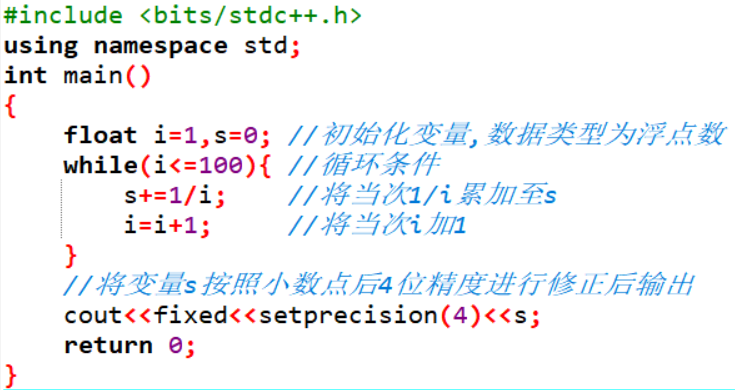 #include <bits/stdc++.h>
using namespace std;
int main()
{
    float i=1,s=0; //初始化变量,数据类型为浮点数
    while(i<=100){ //循环条件
        s+=1/i;    //将当次1/i累加至s
        i=i+1;     //将当次i加1
    }
    //将变量s按照小数点后4位精度进行修正后输出
    cout<<fixed<<setprecision(4)<<s;
    return 0;
}